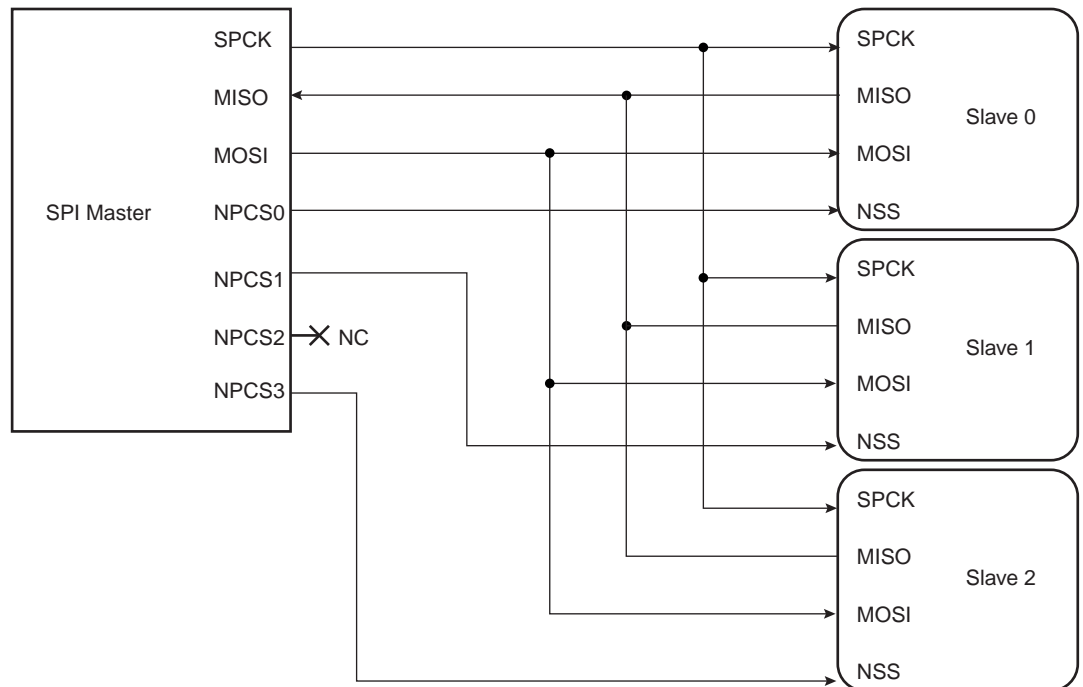 SPI Master
SPCK
MISO
MOSI
NPCS0
NPCS1
NPCS2
NC
NPCS3
SPCK
MISO
Slave 0
MOSI
NSS
SPCK
MISO
Slave 1
MOSI
NSS
SPCK
MISO
Slave 2
MOSI
NSS